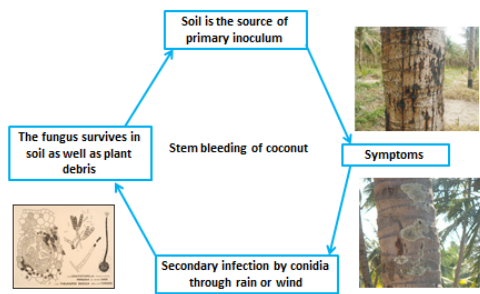 Soil is the source of
primary inoculum
The fungus survives in
soil as well as plant
debris
Stem bleeding of coconut
Symptoms
Secondary infection by conidia
through rain or wind